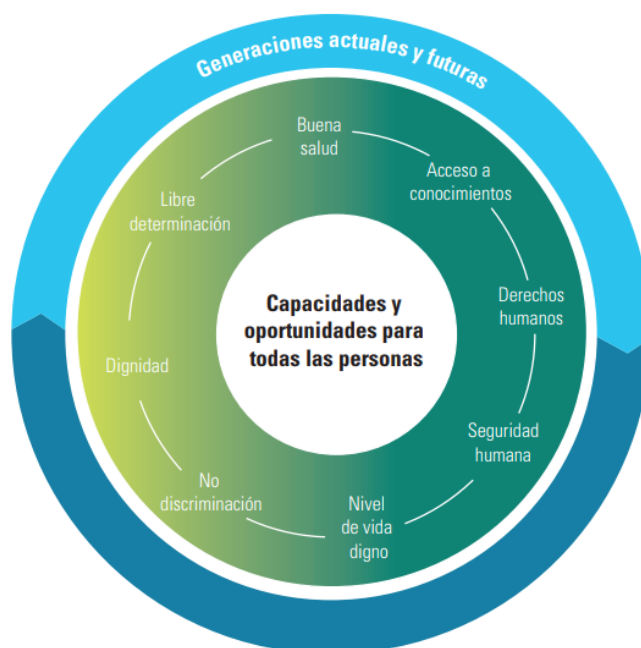 Generaciones actuales y futuras
Buena
salud
Acceso a
conocimientos
Derechos
humanos
Seguridad
humana
Nivel
de vida
digno
No
discriminación
Dignidad
Libre
determinación
Capacidades y
oportunidades para
todas las personas